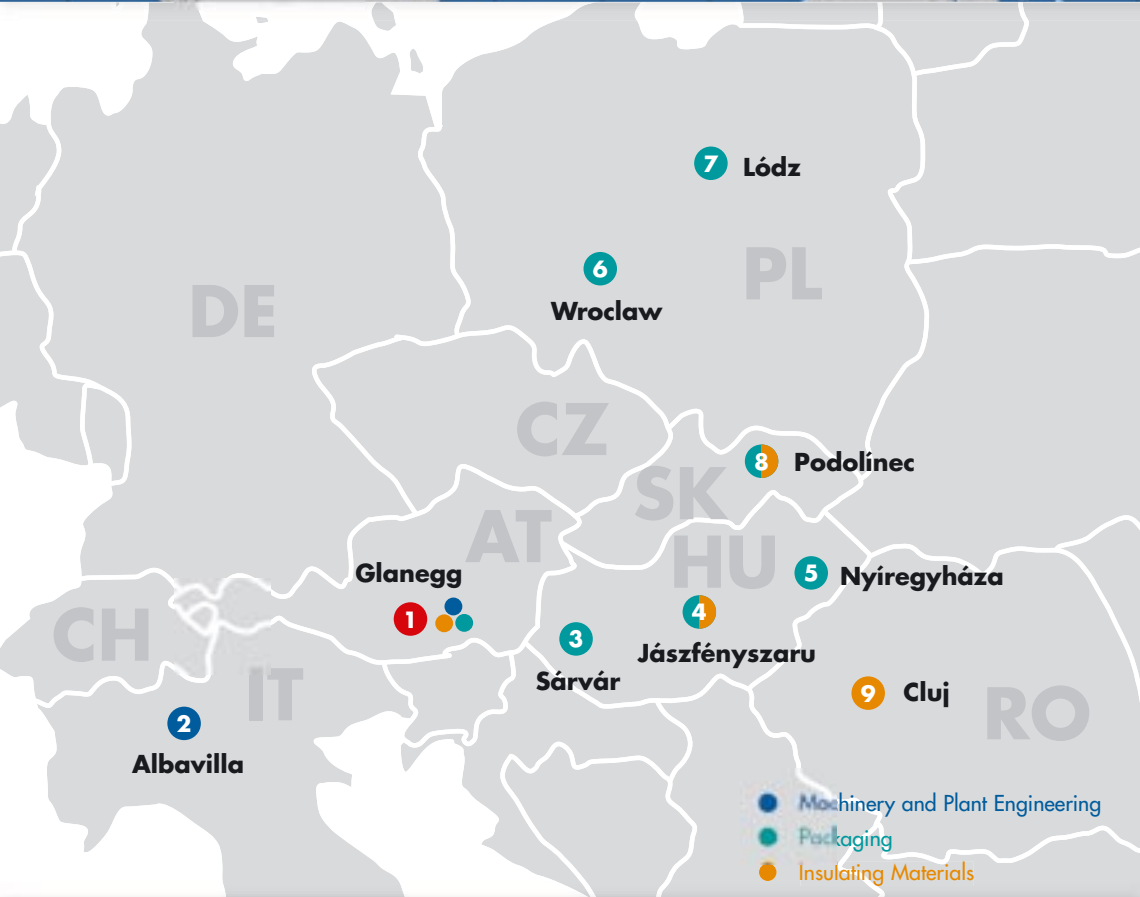 7 Lódz
PL
6
Wroclaw
DE
CZ
8 Podolínec
SK
AT
HU
Glanegg
1
5 Nyíregyháza
4
Jászfényszaru
3
Sárvár
CH
IT
2
Albavilla
9 Cluj
RO
Machinery and Plant Engineering
Packaging
Insulating Materials